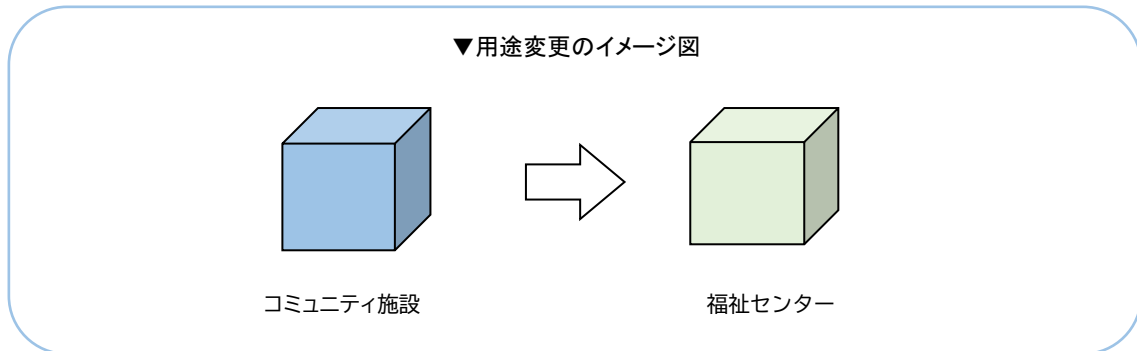 ▼用途変更のイメージ図
コミュニティ施設
福祉センター